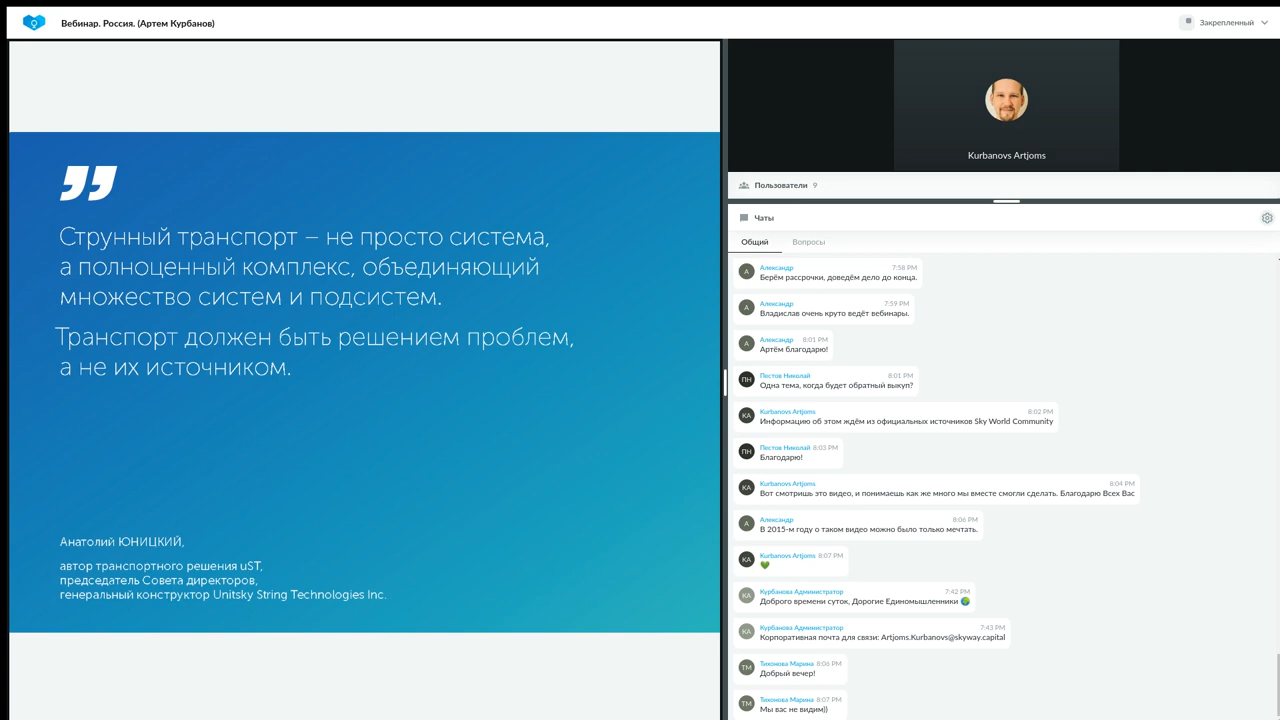 Вебинар. Россия. (Артем Курбанов)
Закрепленный
Струнный транспорт – не просто система,
а полноценный комплекс, объединяющий
множество систем и подсистем.
Транспорт должен быть решением проблем,
а не их источником.
Анатолий ЮНИЦКИЙ,
автор транспортного решения uST,
председатель Совета директоров,
генеральный конструктор Unitsky String Technologies Inc.
Kurbanovs Artjoms
Пользователи 9
Чаты
Общий Вопросы
А Александр 7:58 PM
Берём рассрочки, доведём дело до конца.
А Александр 7:59 PM
Владислав очень круто ведёт вебинары.
А Александр 8:01 PM
Артём благодарю!
ПН Пестов Николай 8:01 PM
Одна тема, когда будет обратный выкуп?
KA Kurbanovs Artjoms 8:02 PM
Информацию об этом ждём из официальных источников Sky World Community
ПН Пестов Николай 8:03 PM
Благодарю!
KA Kurbanovs Artjoms 8:04 PM
Вот смотришь это видео, и понимаешь как же много мы вместе смогли сделать. Благодарю Всех Вас
А Александр 8:06 PM
В 2015-м году о таком видео можно было только мечтать.
KA Kurbanovs Artjoms 8:07 PM
💚
КА Курбанова Администратор 7:42 PM
Доброго времени суток, Дорогие Единомышленники 🌍
КА Курбанова Администратор 7:43 PM
Корпоративная почта для связи: Artjoms.Kurbanovs@skyway.capital
ТМ Тихонова Марина 8:06 PM
Добрый вечер!
ТМ Тихонова Марина 8:07 PM
Мы вас не видим))